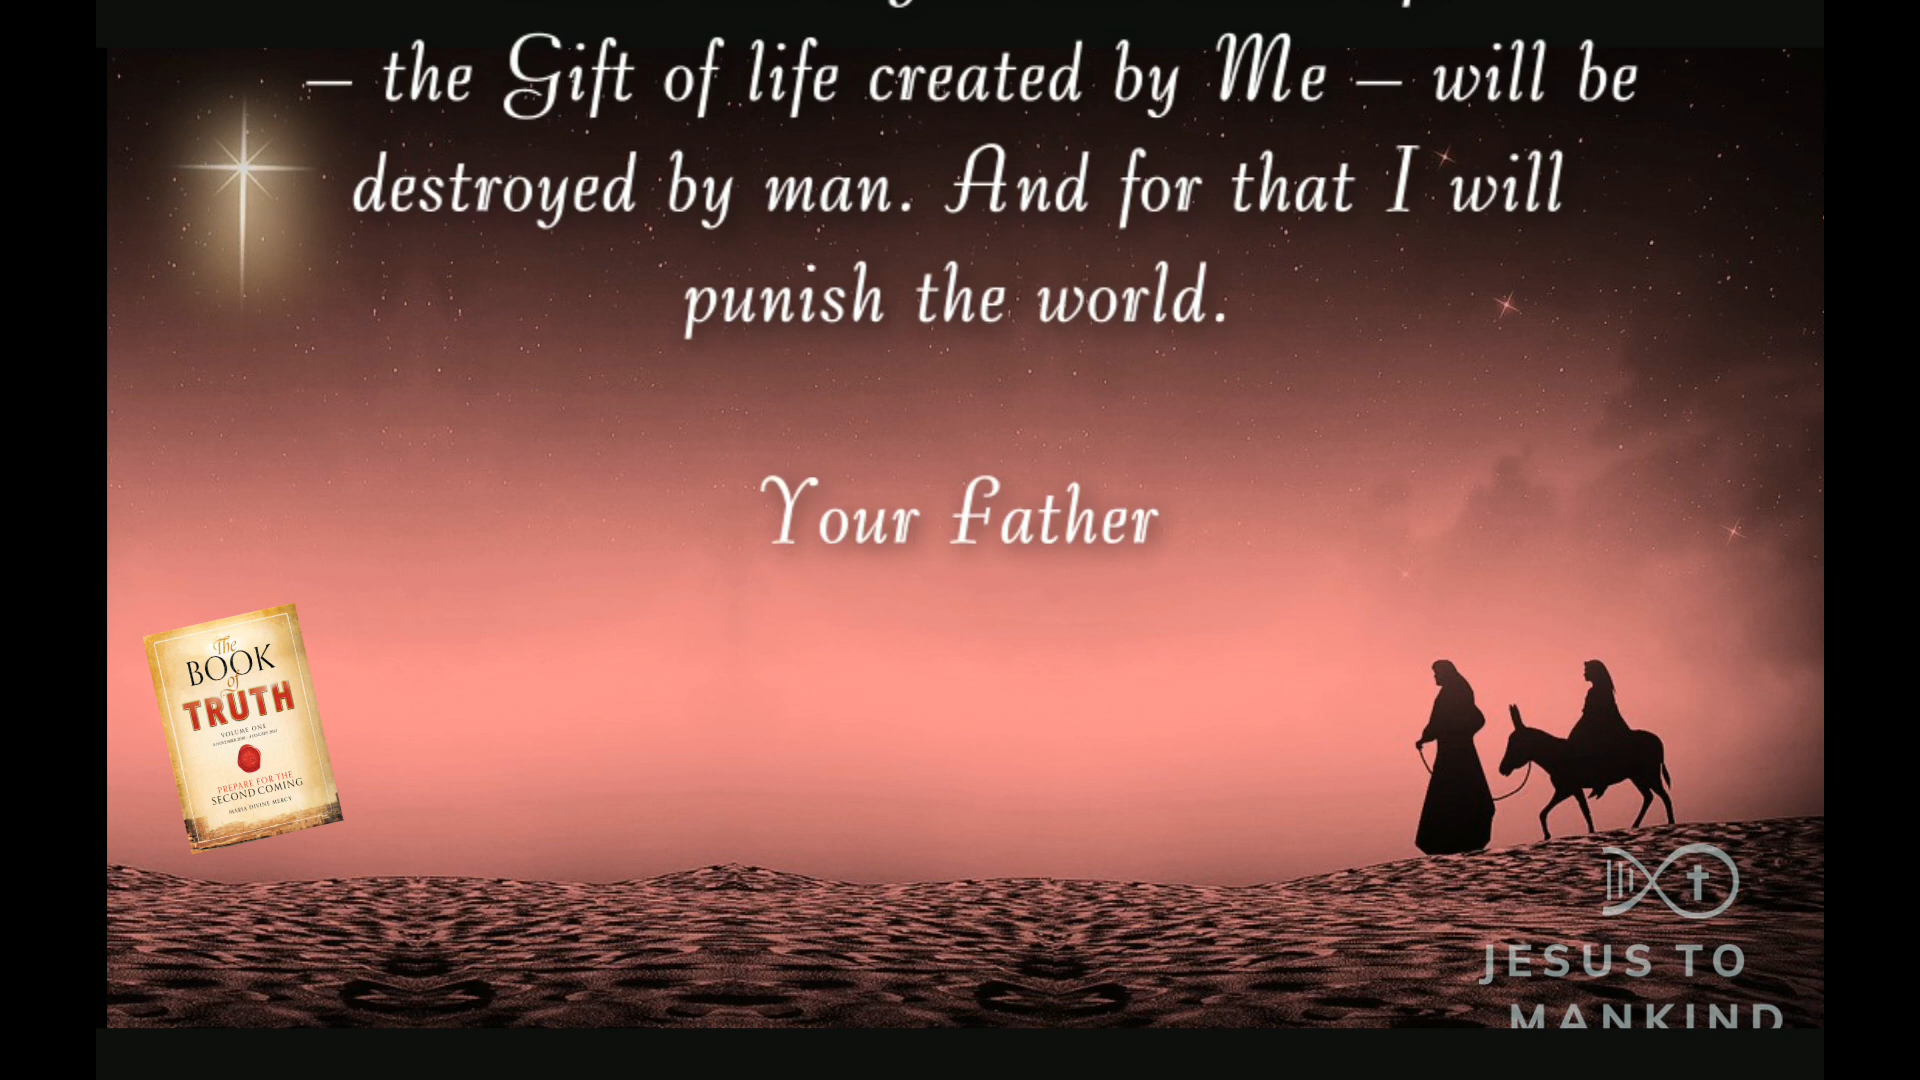 – the Gift of life created by Me – will be
destroyed by man. And for that I will
punish the world.
Your Father
The
BOOK
of
TRUTH
VOLUME ONE
PREPARE FOR THE
SECOND COMING
MARIA DIVINE MERCY
JESUS TO
MANKIND